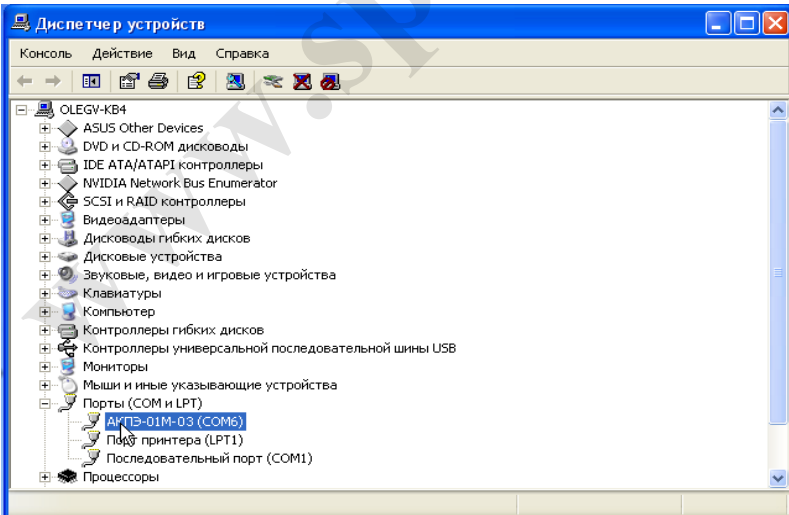 Диспетчер устройств
Консоль Действие Вид Справка
OLEGV-KB4
ASUS Other Devices
DVD и CD-ROM дисководы
IDE ATA/ATAPI контроллеры
NVIDIA Network Bus Enumerator
SCSI и RAID контроллеры
Видеоадаптеры
Дисководы гибких дисков
Дисковые устройства
Звуковые, видео и игровые устройства
Клавиатуры
Компьютер
Контроллеры гибких дисков
Контроллеры универсальной последовательной шины USB
Мониторы
Мыши и иные указывающие устройства
Порты (COM и LPT)
АКПЭ-01М-03 (COM6)
Порт принтера (LPT1)
Последовательный порт (COM1)
Процессоры
www.sp